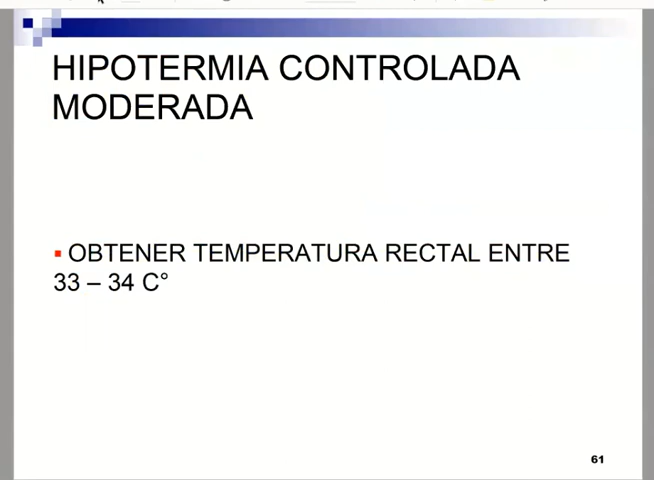 HIPOTERMIA CONTROLADA
MODERADA
▪ OBTENER TEMPERATURA RECTAL ENTRE
33 – 34 C°
61